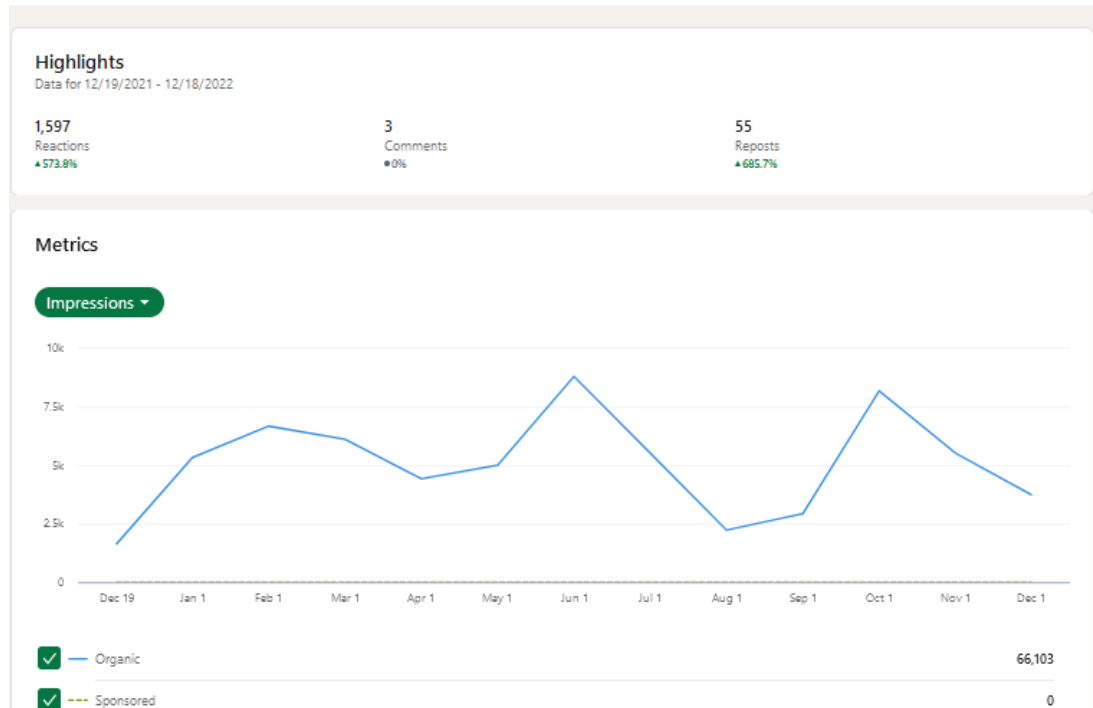 Highlights
Data for 12/19/2021 - 12/18/2022
1,597 3 55
Reactions Comments Reposts
▲573.8% ●0% ▲685.7%
Metrics
Impressions
10k
7.5k
5k
2.5k
0
Dec 19 Jan 1 Feb 1 Mar 1 Apr 1 May 1 Jun 1 Jul 1 Aug 1 Sep 1 Oct 1 Nov 1 Dec 1
Organic 66,103
Sponsored 0